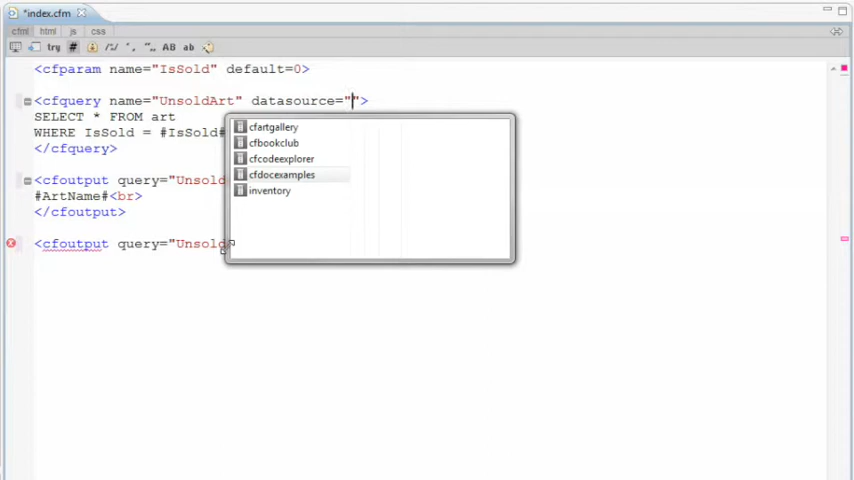 *index.cfm
cfml html js css
try # /:/ AB ab
<cfparam name="IsSold" default=0>
<cfquery name="UnsoldArt" datasource="">
SELECT * FROM art
WHERE IsSold = #IsSold#
</cfquery>
cfartgallery
cfbookclub
cfcodeexplorer
cfdocexamples
inventory
<cfoutput query="Unsold
#ArtName#<br>
</cfoutput>
<cfoutput query="Unsold